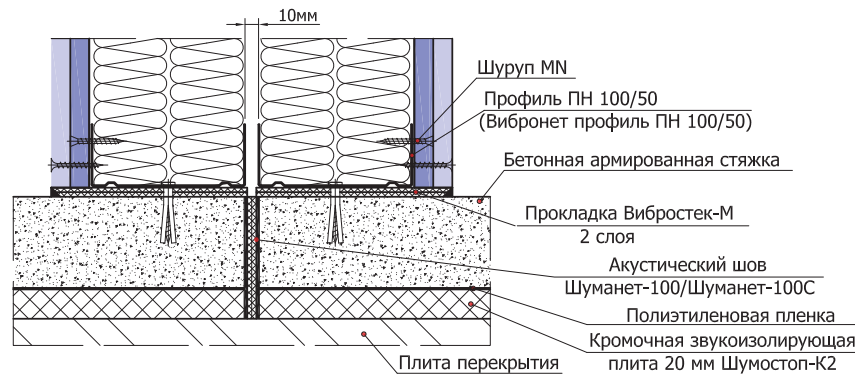 10мм
Шуруп MN
Профиль ПН 100/50
(Вибронет профиль ПН 100/50)
Бетонная армированная стяжка
Прокладка Вибростек-М
2 слоя
Акустический шов
Шуманет-100/Шуманет-100С
Полиэтиленовая пленка
Кромочная звукоизолирующая
плита 20 мм Шумостоп-К2
Плита перекрытия